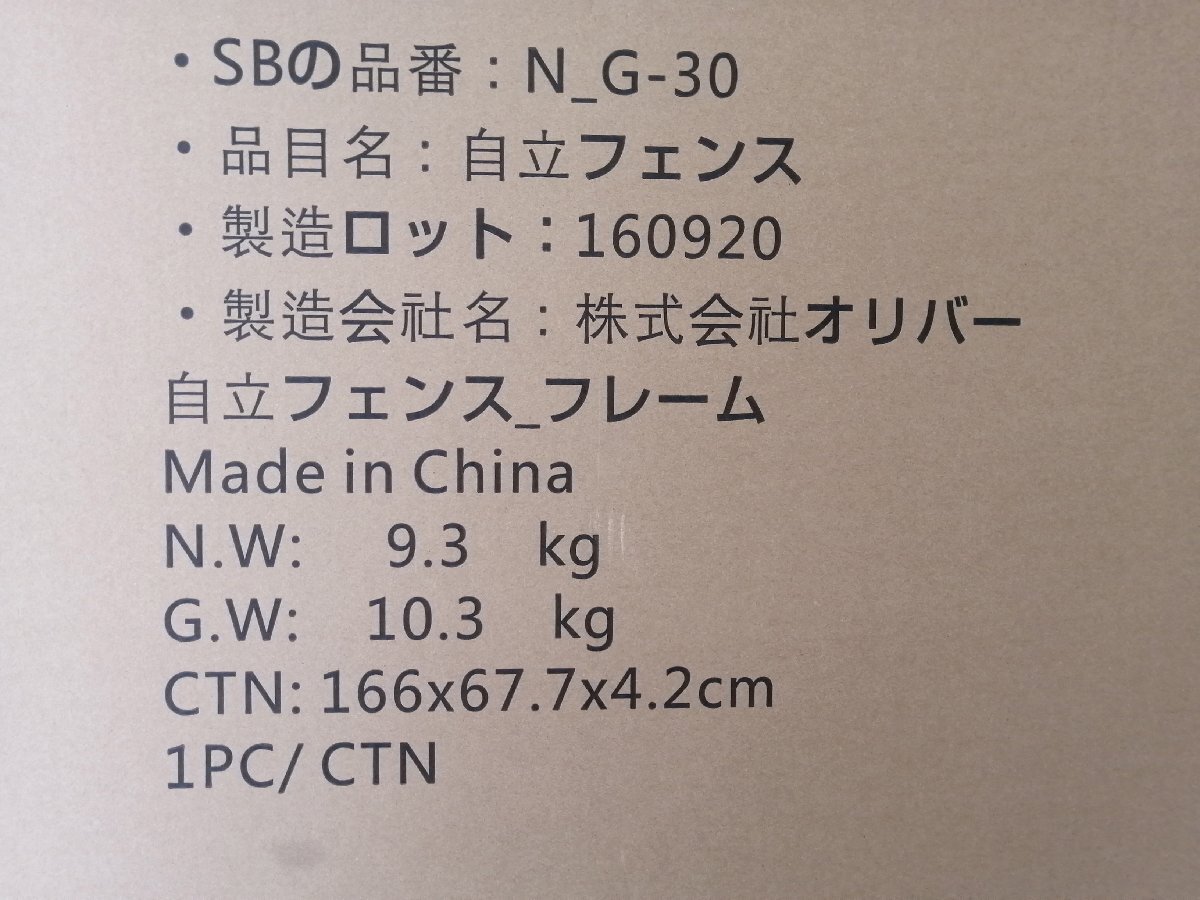 ・SBの品番：N_G-30
・品目名：自立フェンス
・製造ロット：160920
・製造会社名：株式会社オリバー
自立フェンス_フレーム
Made in China
N.W: 9.3 kg
G.W: 10.3 kg
CTN: 166x67.7x4.2cm
1PC/ CTN